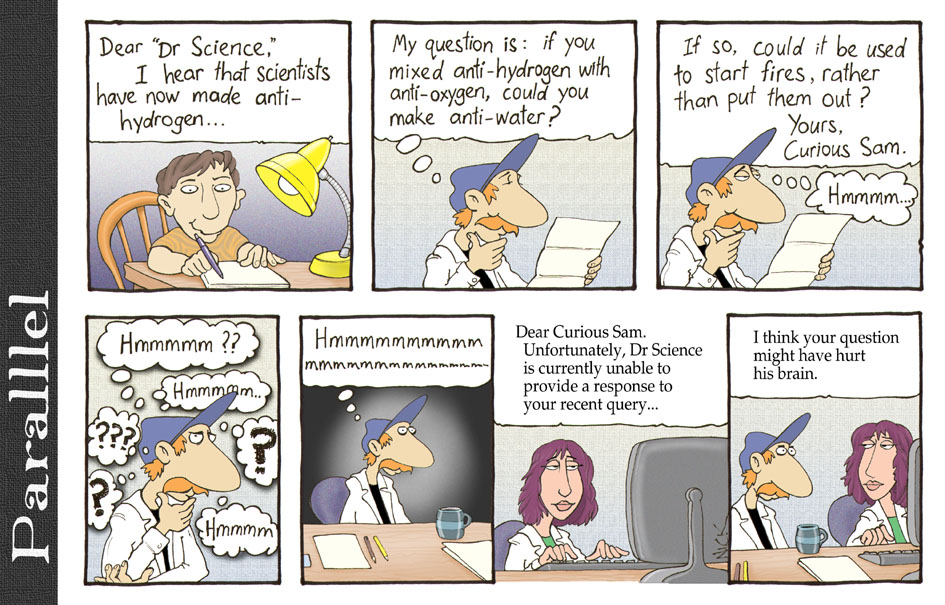 Parallel
Dear "Dr Science,"
I hear that scientists
have now made anti-
hydrogen...
My question is: if you
mixed anti-hydrogen with
anti-oxygen, could you
make anti-water?
If so, could it be used
to start fires, rather
than put them out?
Yours,
Curious Sam.
Hmmmm...
Hmmmmm ??
Hmmmmm..
???
?
Hmmmm
Hmmmmmmmmmmm
mmmmmmmmmmmmmmmmmm
Dear Curious Sam.
Unfortunately, Dr Science
is currently unable to
provide a response to
your recent query...
I think your question
might have hurt
his brain.